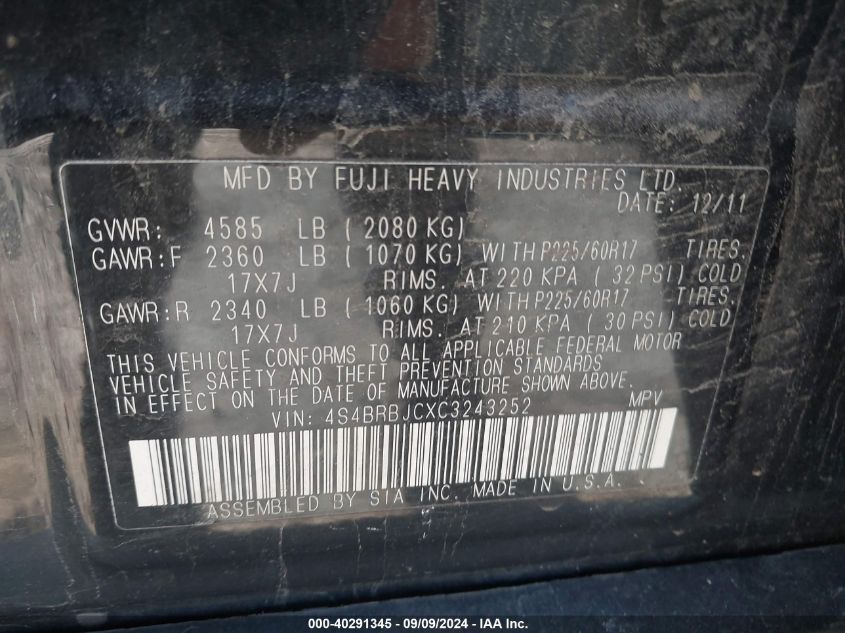 MFD BY FUJI HEAVY INDUSTRIES LTD.
DATE: 12/11
GVWR: 4585 LB ( 2080 KG)
GAWR:F 2360 LB ( 1070 KG) WITH P225/60R17 TIRES.
17X7J RIMS. AT 220 KPA ( 32 PSI) COLD
GAWR:R 2340 LB ( 1060 KG) WITH P225/60R17 TIRES.
17X7J RIMS. AT 210 KPA ( 30 PSI) COLD
THIS VEHICLE CONFORMS TO ALL APPLICABLE FEDERAL MOTOR
VEHICLE SAFETY AND THEFT PREVENTION STANDARDS
IN EFFECT ON THE DATE OF MANUFACTURE SHOWN ABOVE.
VIN: 4S4BRBJCXC3243252 MPV
ASSEMBLED BY SIA INC. MADE IN U.S.A.
000-40291345 - 09/09/2024 - IAA Inc.